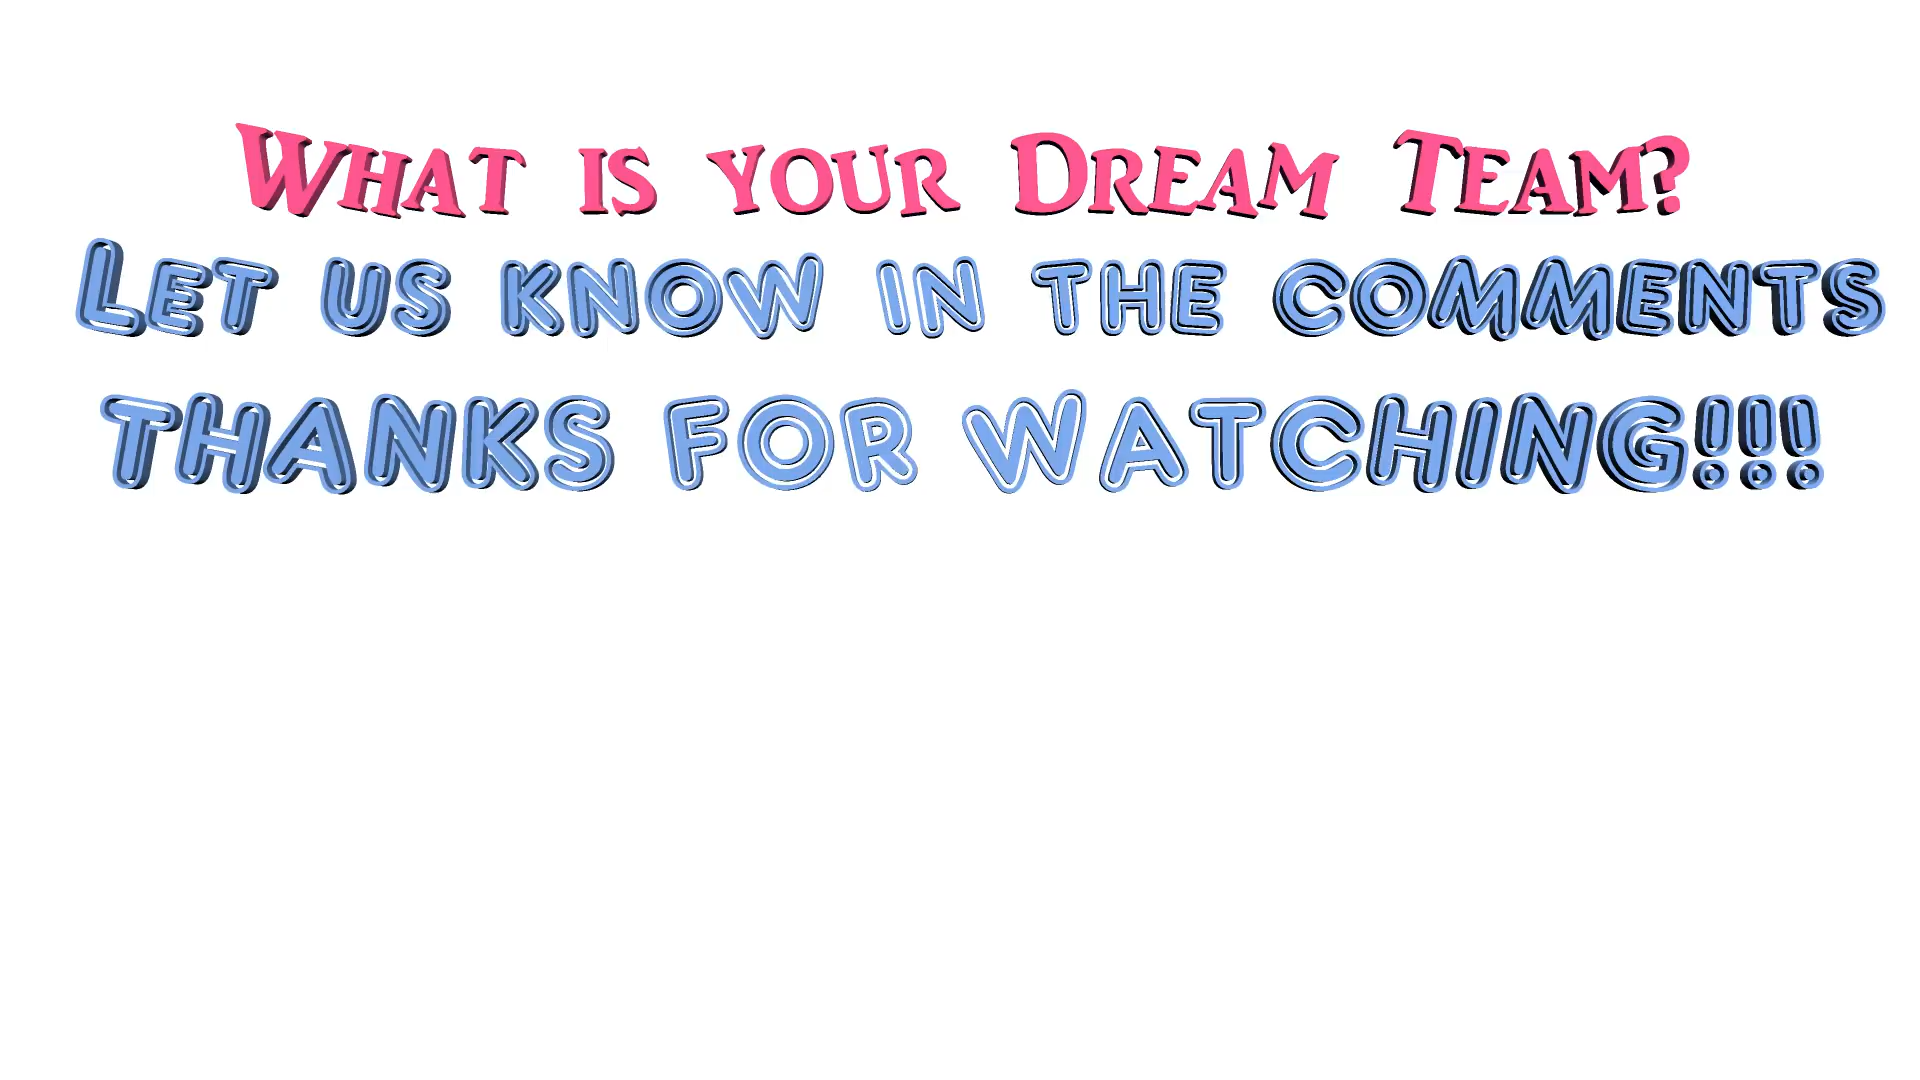 What is your Dream Team?
Let us know in the comments
THANKS FOR WATCHING!!!